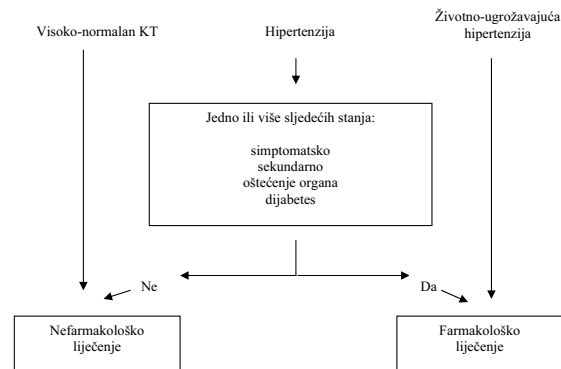 Visoko-normalan KT
Hipertenzija
Životno-ugrožavajuća
hipertenzija
Jedno ili više sljedećih stanja:
simptomatsko
sekundarno
oštećenje organa
dijabetes
Ne
Da
Nefarmakološko
liječenje
Farmakološko
liječenje